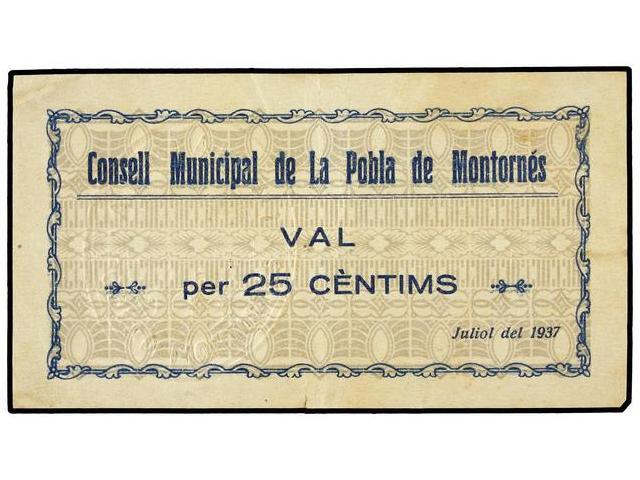 Consell Municipal de La Pobla de Montornés
VAL
per 25 CÈNTIMS
Juliol del 1937